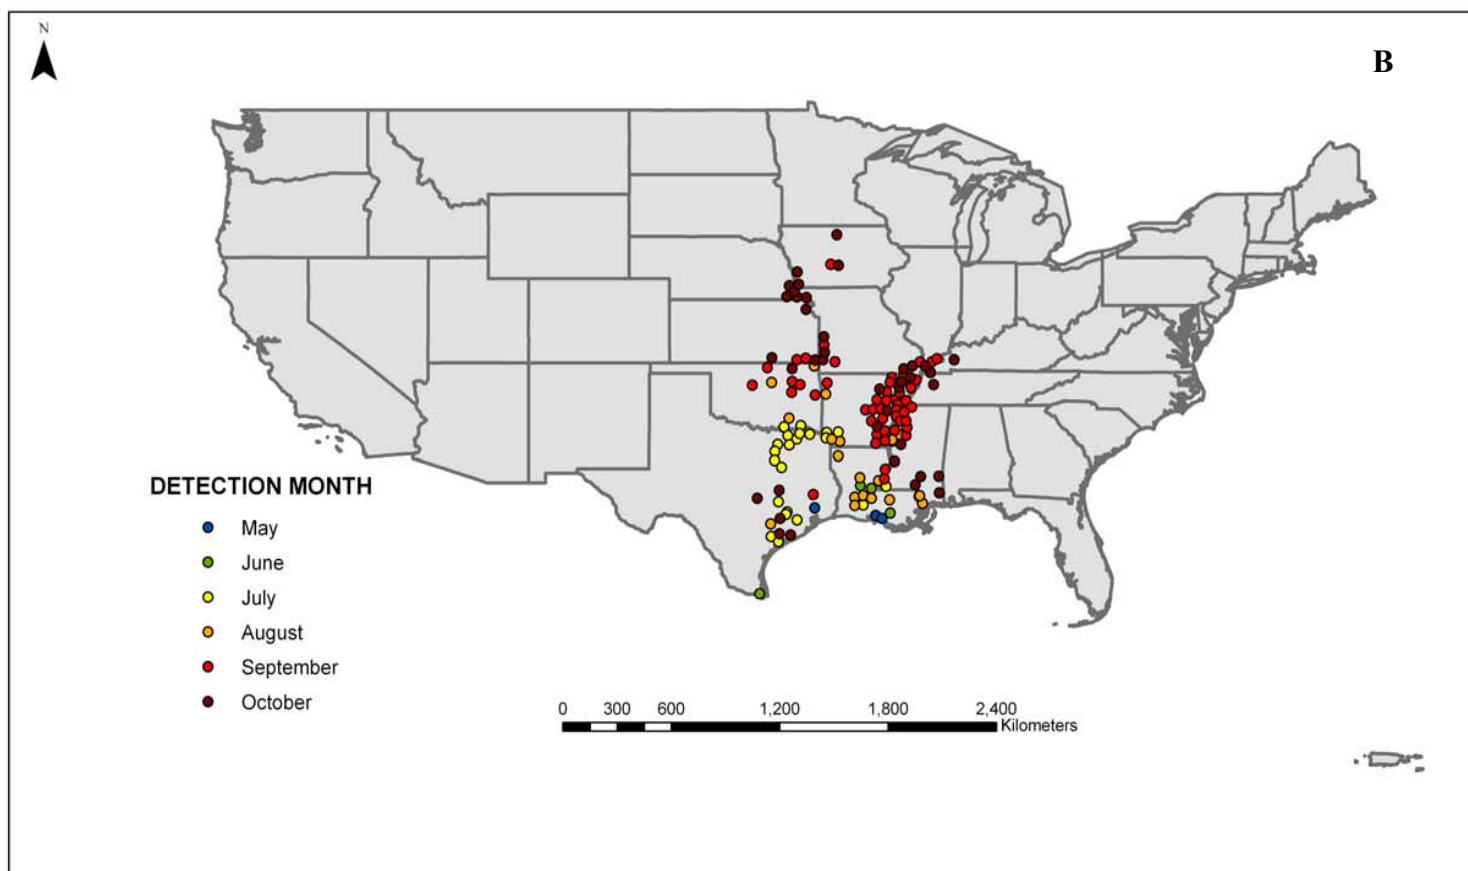 N
B
DETECTION MONTH
May
June
July
August
September
October
0 300 600 1,200 1,800 2,400
Kilometers